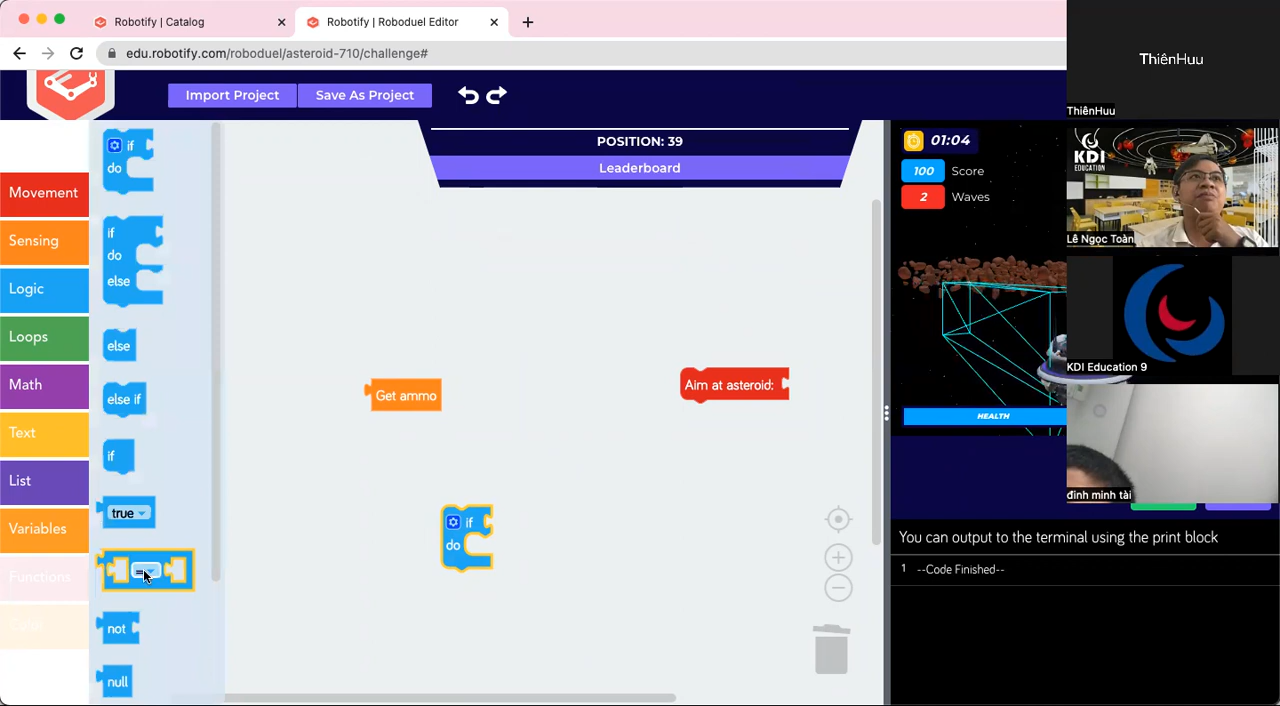 Robotify | Catalog
Robotify | Roboduel Editor
edu.robotify.com/roboduel/asteroid-710/challenge#
Import Project
Save As Project
POSITION: 39
Leaderboard
Movement
Sensing
Logic
Loops
Math
Text
List
Variables
Functions
Color
if
do
if
do
else
else
else if
if
true
=
not
null
Get ammo
Aim at asteroid:
if
do
01:04
100 Score
2 Waves
HEALTH
You can output to the terminal using the print block
1 --Code Finished--
ThiênHuu
ThiênHuu
KDI
EDUCATION
Lê Ngọc Toàn
KDI Education 9
đinh minh tài